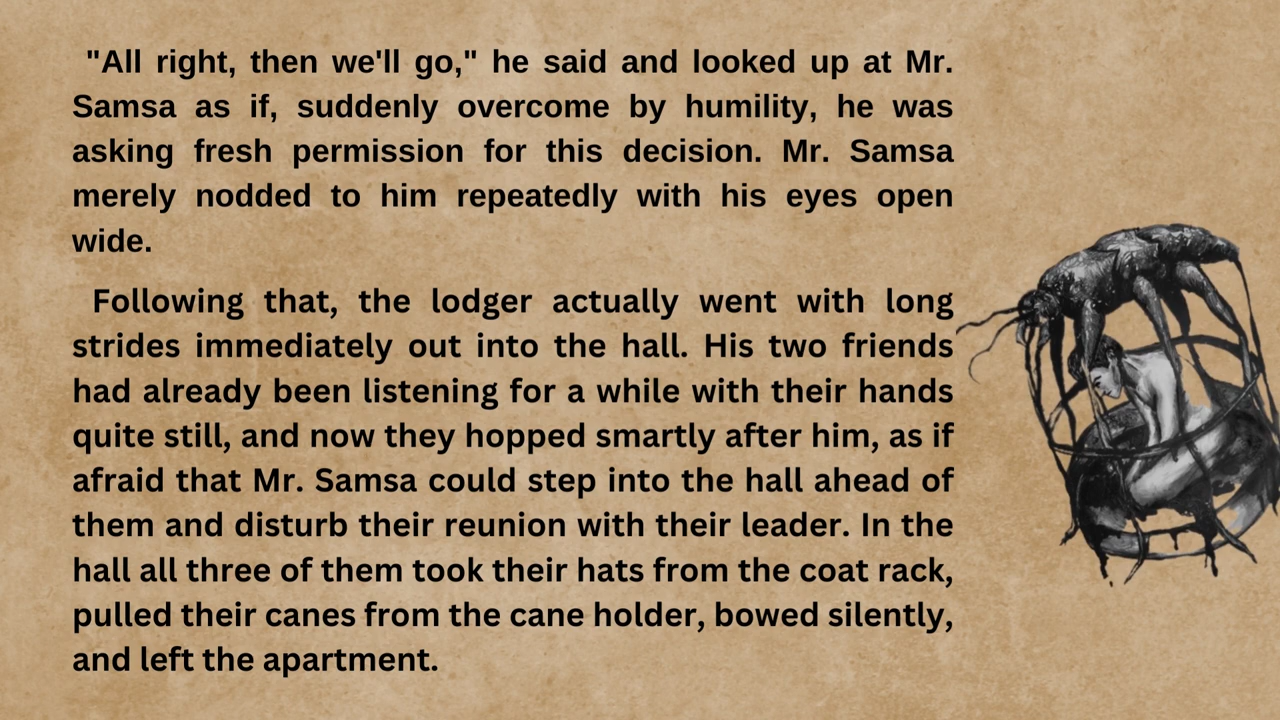 "All right, then we'll go," he said and looked up at Mr.
Samsa as if, suddenly overcome by humility, he was
asking fresh permission for this decision. Mr. Samsa
merely nodded to him repeatedly with his eyes open
wide.
Following that, the lodger actually went with long
strides immediately out into the hall. His two friends
had already been listening for a while with their hands
quite still, and now they hopped smartly after him, as if
afraid that Mr. Samsa could step into the hall ahead of
them and disturb their reunion with their leader. In the
hall all three of them took their hats from the coat rack,
pulled their canes from the cane holder, bowed silently,
and left the apartment.